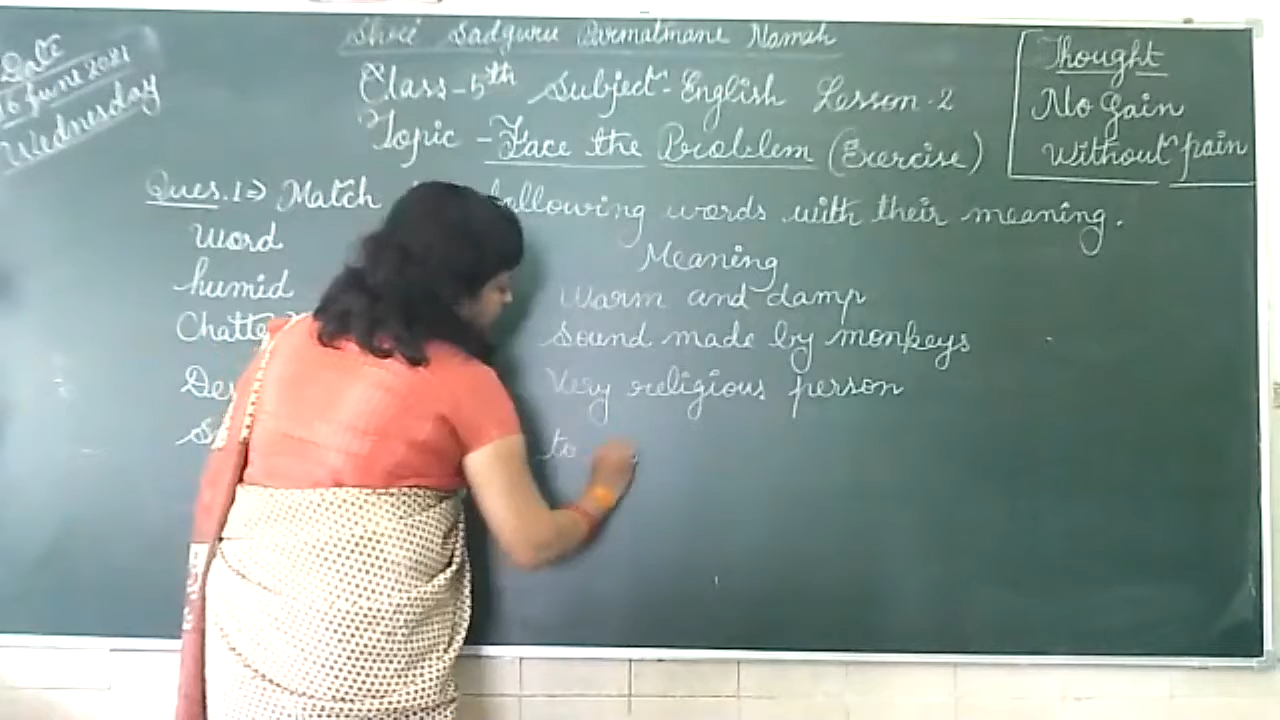 Date
16 June 2021
Wednesday
Shree Sadguru Parmatmane Namah
Class-5th Subject-English Lesson-2
Topic-Face the Problem (Exercise)
Thought
No Gain
Without pain
Ques.1⇒ Match following words with their meaning.
Word Meaning
humid Warm and damp
Sound made by monkeys
Very religious person
to